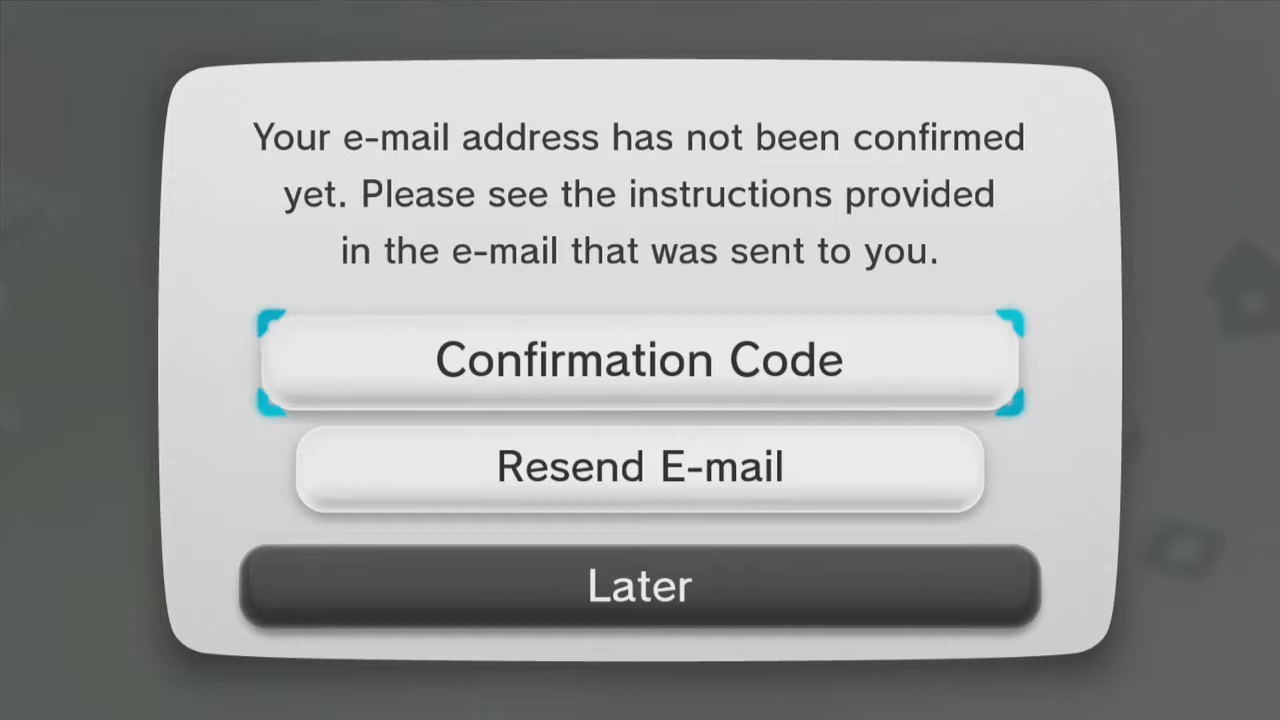 Your e-mail address has not been confirmed
yet. Please see the instructions provided
in the e-mail that was sent to you.
Confirmation Code
Resend E-mail
Later